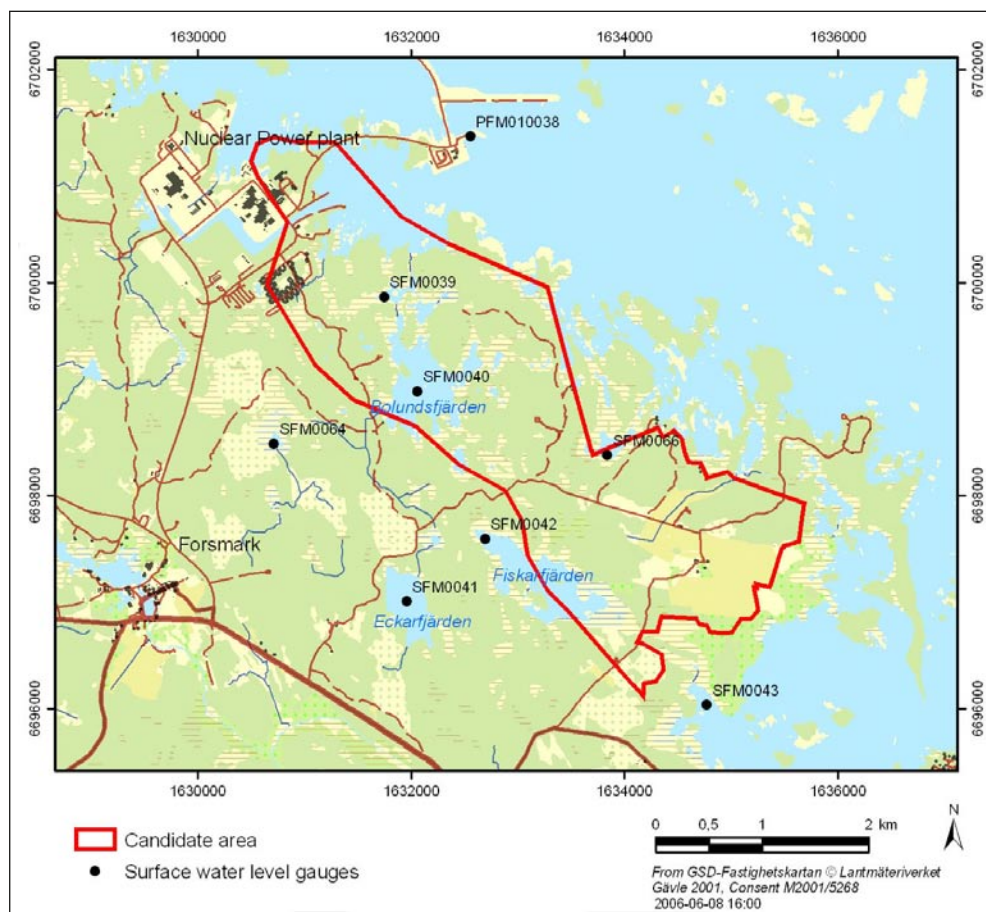 1630000 1632000 1634000 1636000
6702000 6702000
PFM010038
Nuclear Power plant
6700000 6700000
SFM0039
SFM0040
Bolundsfjärden
SFM0064
SFM0066
6698000 6698000
SFM0042
Forsmark
Fiskarfjärden
SFM0041
Eckarfjärden
SFM0043
6696000 6696000
1630000 1632000 1634000 1636000
Candidate area
Surface water level gauges
0 0,5 1 2 km
N
From GSD-Fastighetskartan © Lantmäteriverket
Gävle 2001, Consent M2001/5268
2006-06-08 16:00